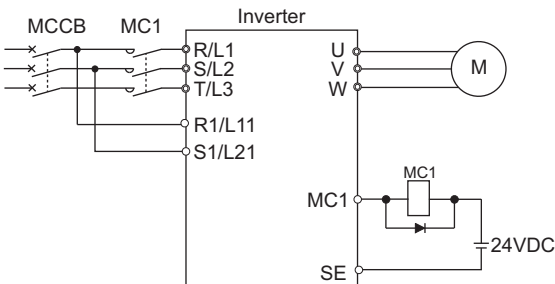 Inverter
MCCB MC1
R/L1
S/L2
T/L3
R1/L11
S1/L21
U
V
W
M
MC1
MC1
24VDC
SE